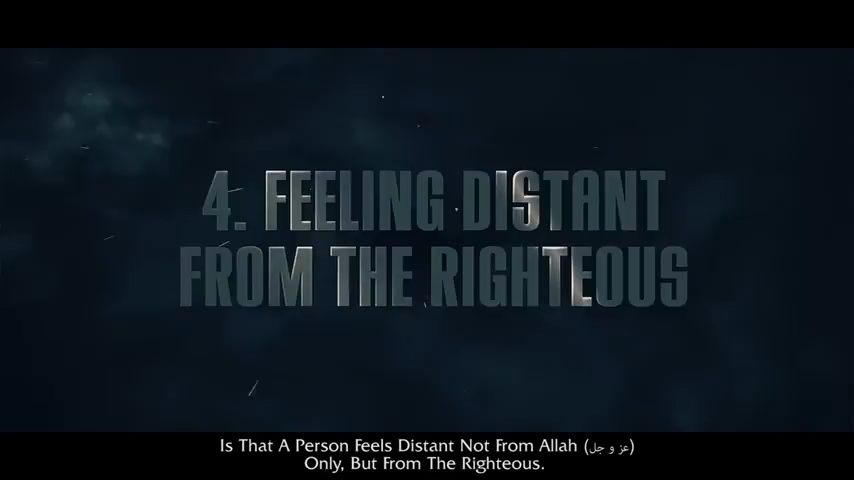 4. FEELING DISTANT
FROM THE RIGHTEOUS
Is That A Person Feels Distant Not From Allah (عز و جل)
Only, But From The Righteous.